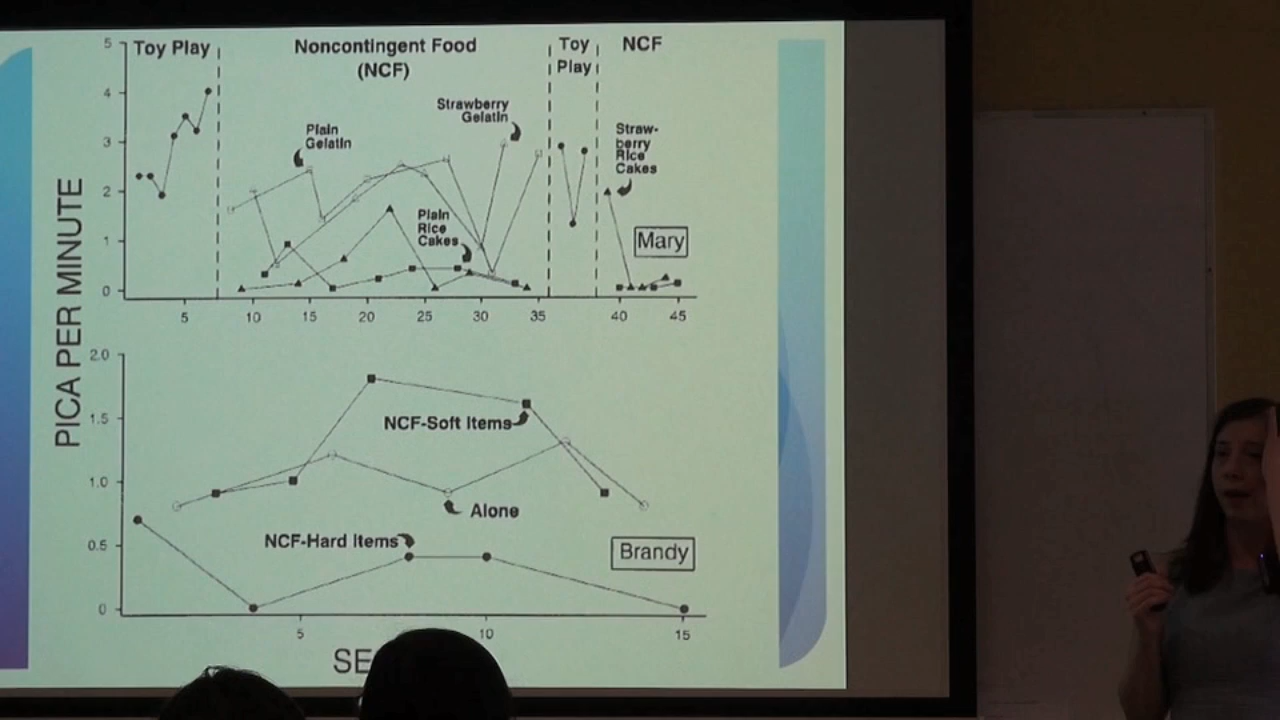 PICA PER MINUTE
5
4
3
2
1
0
Toy Play
Noncontingent Food
(NCF)
Toy
Play
NCF
Strawberry
Gelatin
Plain
Gelatin
Plain
Rice
Cakes
Straw-
berry
Rice
Cakes
Mary
5 10 15 20 25 30 35 40 45
2.0
1.5
1.0
0.5
0
NCF-Soft Items
Alone
NCF-Hard Items
Brandy
5 10 15